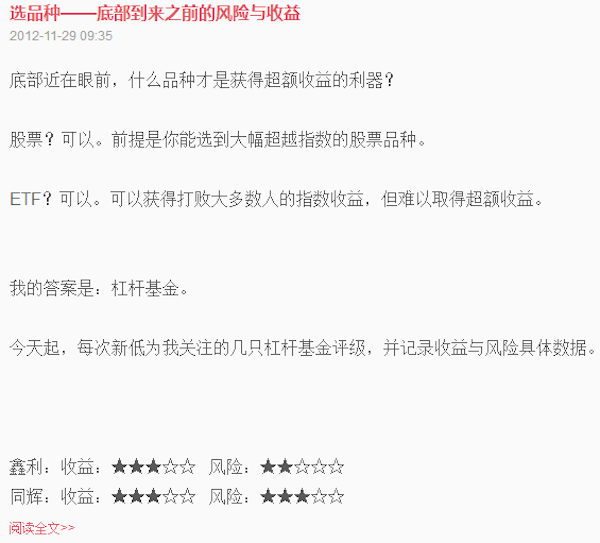 选品种——底部到来之前的风险与收益
2012-11-29 09:35
底部近在眼前，什么品种才是获得超额收益的利器？
股票？可以。前提是你能选到大幅超越指数的股票品种。
ETF？可以。可以获得打败大多数人的指数收益，但难以取得超额收益。
我的答案是：杠杆基金。
今天起，每次新低为我关注的几只杠杆基金评级，并记录收益与风险具体数据。
鑫利：收益：★★★☆☆ 风险：★★☆☆☆
同辉：收益：★★★☆☆ 风险：★★★☆☆
阅读全文>>